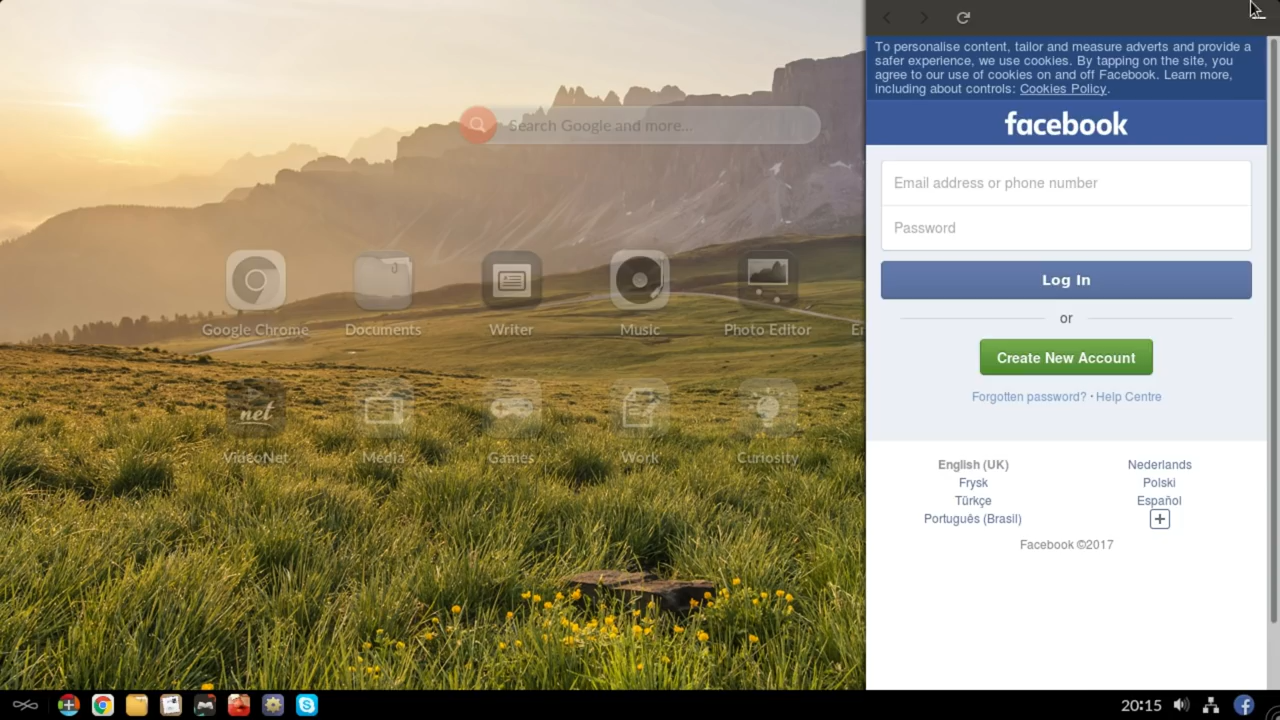 To personalise content, tailor and measure adverts and provide a
safer experience, we use cookies. By tapping on the site, you
agree to our use of cookies on and off Facebook. Learn more,
including about controls: Cookies Policy.
facebook
Search Google and more...
Email address or phone number
Password
Log In
or
Create New Account
Forgotten password? · Help Centre
Google Chrome
Documents
Writer
Music
Photo Editor
VideoNet
Media
Games
Work
Curiosity
net
English (UK)
Nederlands
Frysk
Polski
Türkçe
Español
Português (Brasil)
Facebook ©2017
20:15